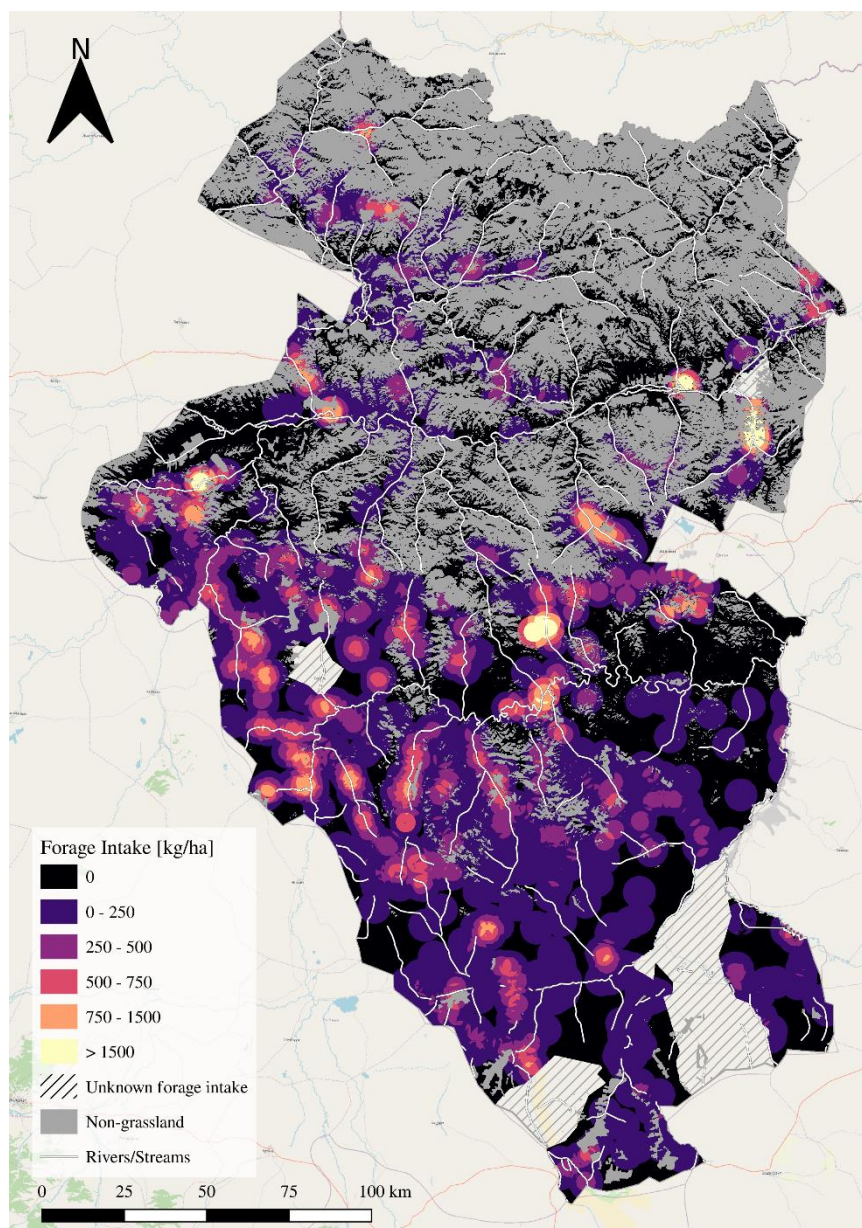 N
Forage Intake [kg/ha]
0
0 - 250
250 - 500
500 - 750
750 - 1500
> 1500
Unknown forage intake
Non-grassland
Rivers/Streams
0 25 50 75 100 km